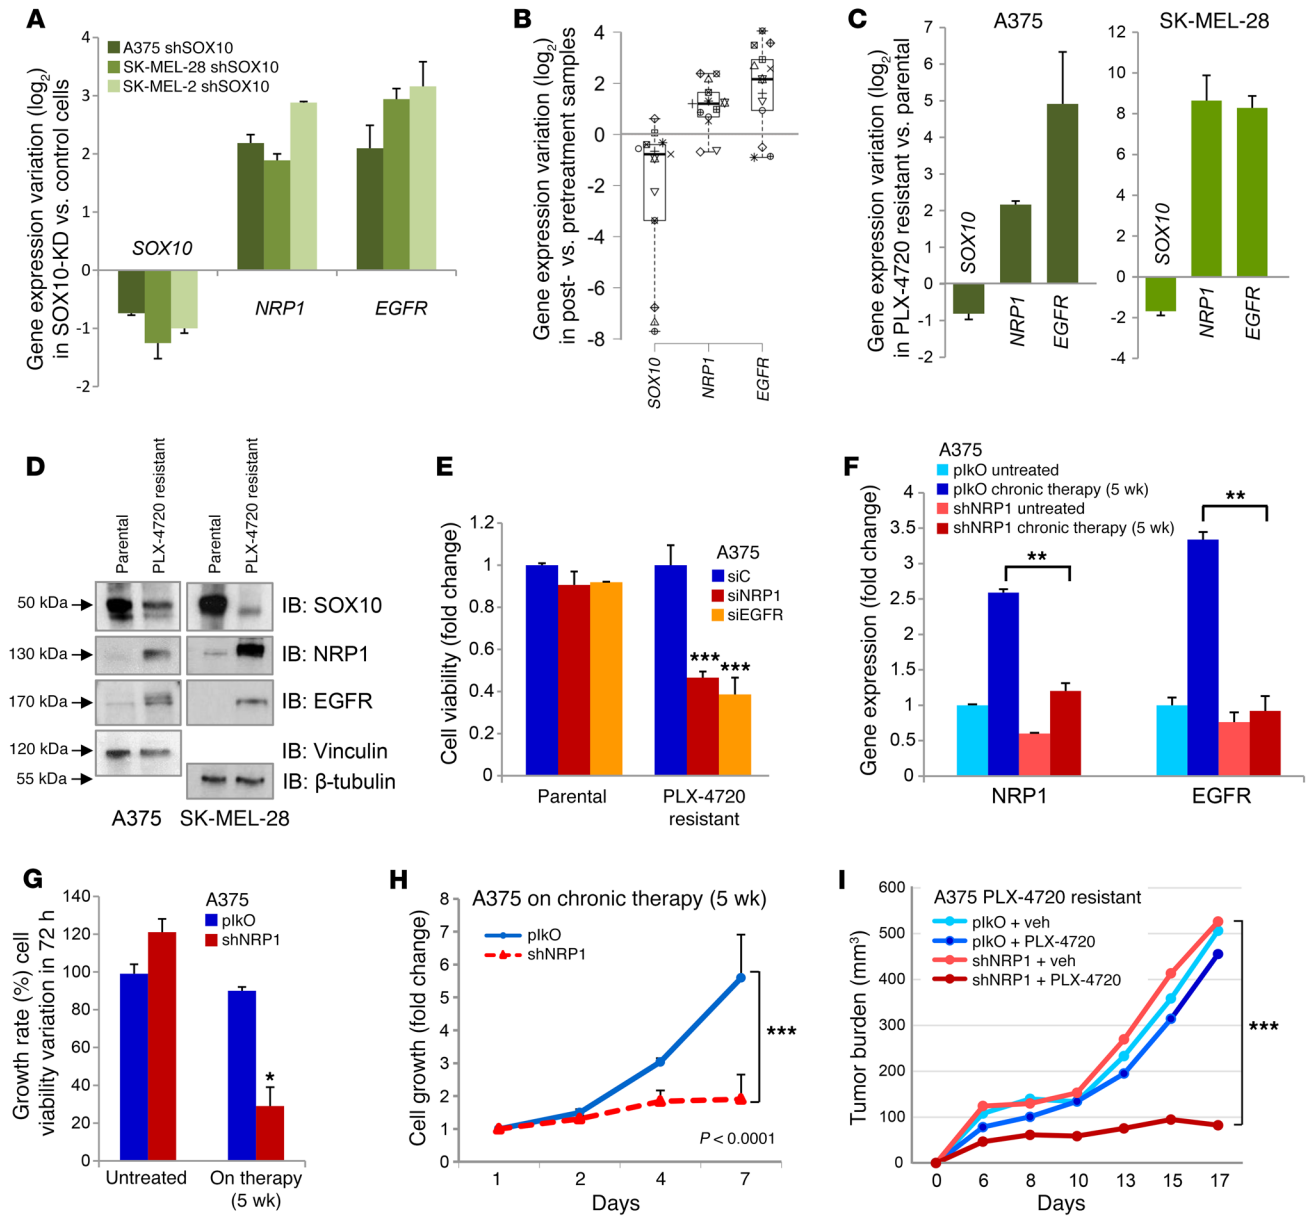 A
Gene expression variation (log2)
in SOX10-KD vs. control cells
4
3
2
1
0
-1
-2
A375 shSOX10
SK-MEL-28 shSOX10
SK-MEL-2 shSOX10
SOX10
NRP1
EGFR
B
Gene expression variation (log2)
in post- vs. pretreatment samples
4
2
0
-2
-4
-6
-8
SOX10
NRP1
EGFR
C
Gene expression variation (log2)
in PLX-4720 resistant vs. parental
A375
7
6
5
4
3
2
1
0
-1
-2
SOX10
NRP1
EGFR
SK-MEL-28
12
10
8
6
4
2
0
-2
-4
SOX10
NRP1
EGFR
D
Parental
PLX-4720 resistant
Parental
PLX-4720 resistant
50 kDa
IB: SOX10
130 kDa
IB: NRP1
170 kDa
IB: EGFR
120 kDa
IB: Vinculin
55 kDa
IB: β-tubulin
A375
SK-MEL-28
E
Cell viability (fold change)
1.2
1
0.8
0.6
0.4
0.2
0
A375
siC
siNRP1
siEGFR
***
***
Parental
PLX-4720
resistant
F
A375
plkO untreated
plkO chronic therapy (5 wk)
shNRP1 untreated
shNRP1 chronic therapy (5 wk)
Gene expression (fold change)
4
3.5
3
2.5
2
1.5
1
0.5
0
**
**
NRP1
EGFR
G
Growth rate (%) cell
viability variation in 72 h
140
120
100
80
60
40
20
0
A375
plkO
shNRP1
*
Untreated
On therapy
(5 wk)
H
A375 on chronic therapy (5 wk)
Cell growth (fold change)
8
7
6
5
4
3
2
1
0
plkO
shNRP1
***
P < 0.0001
1
2
4
7
Days
I
A375 PLX-4720 resistant
Tumor burden (mm3)
600
500
400
300
200
100
0
plkO + veh
plkO + PLX-4720
shNRP1 + veh
shNRP1 + PLX-4720
***
0
6
8
10
13
15
17
Days